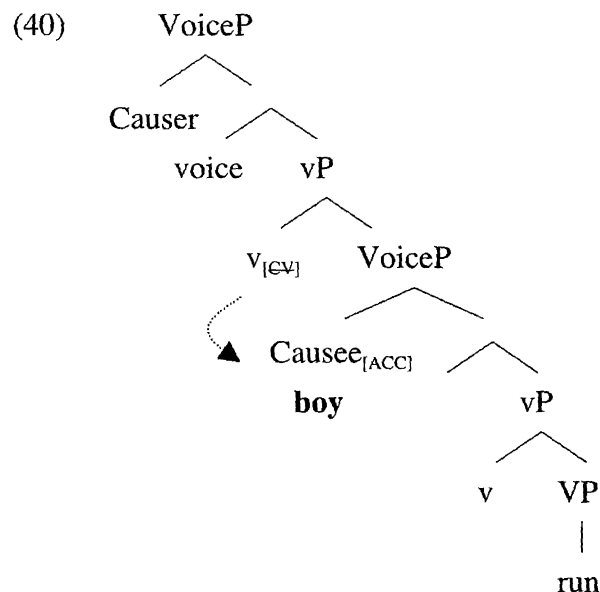 (40) VoiceP
Causer
voice vP
v[CV] VoiceP
Causee[ACC]
boy vP
v VP
run